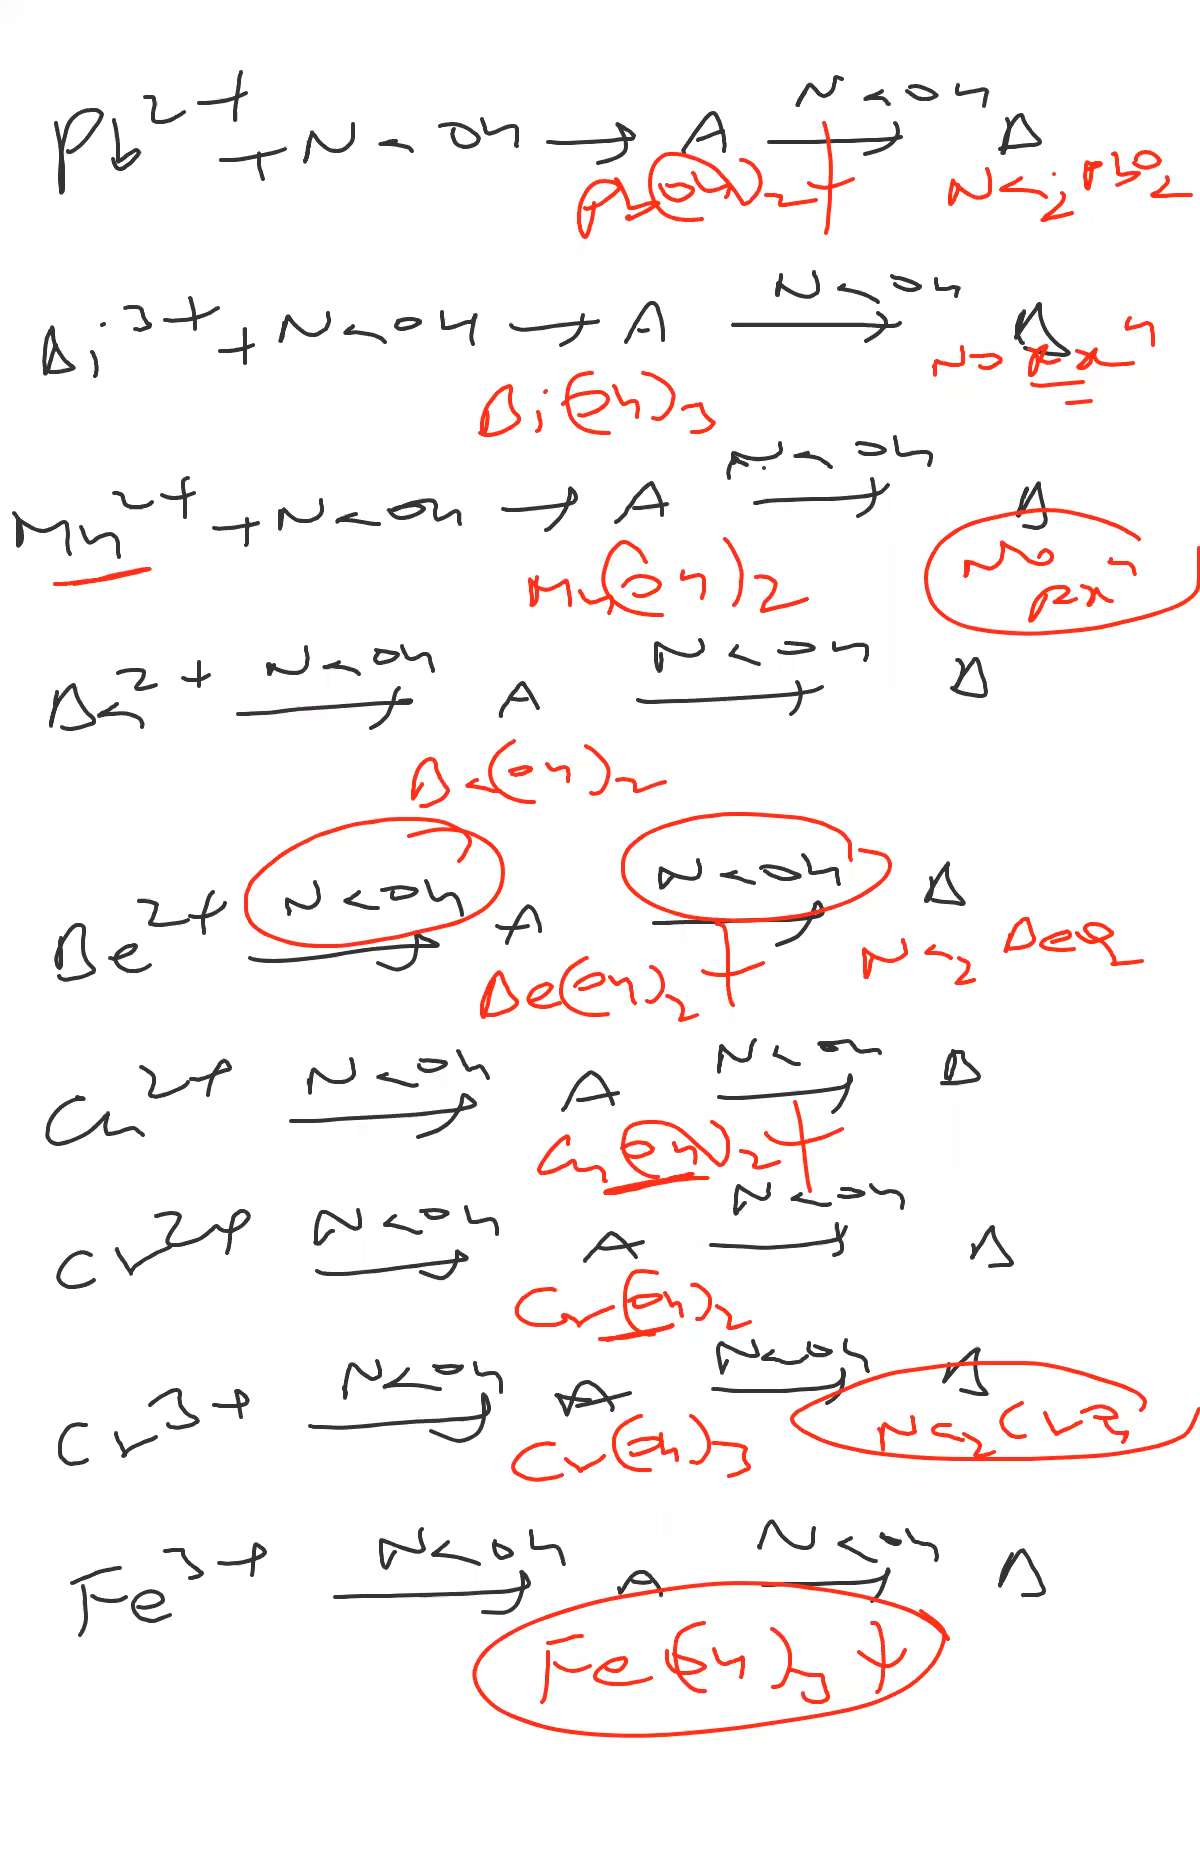 Pb²⁺ + NaOH → A NaOH → B
Pb(OH)₂ + Na₂PbO₂
Bi³⁺ + NaOH → A NaOH → B
Bi(OH)₃ No rxn
Mn²⁺ + NaOH → A NaOH → B
Mn(OH)₂ No rxn
Ba²⁺ NaOH → A NaOH → B
Ba(OH)₂
Be²⁺ NaOH → A NaOH → B
Be(OH)₂ + Na₂BeO₂
Cu²⁺ NaOH → A NaOH → B
Cu(OH)₂ +
Cr²⁺ NaOH → A NaOH → B
Cr(OH)₂
Cr³⁺ NaOH → A NaOH → B
Cr(OH)₃
Fe³⁺ NaOH → A NaOH → B
Fe(OH)₃ +